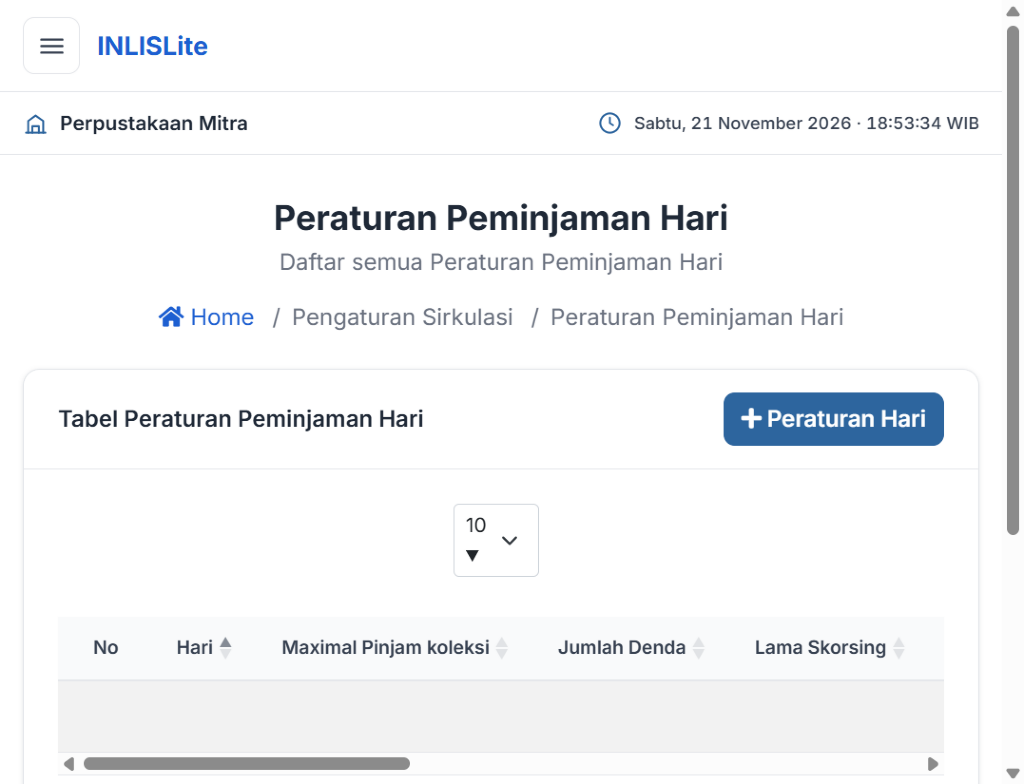 INLISLite
Perpustakaan Mitra
Sabtu, 21 November 2026 · 18:53:34 WIB
Peraturan Peminjaman Hari
Daftar semua Peraturan Peminjaman Hari
Home / Pengaturan Sirkulasi / Peraturan Peminjaman Hari
Tabel Peraturan Peminjaman Hari
Peraturan Hari
10
No Hari Maximal Pinjam koleksi Jumlah Denda Lama Skorsing